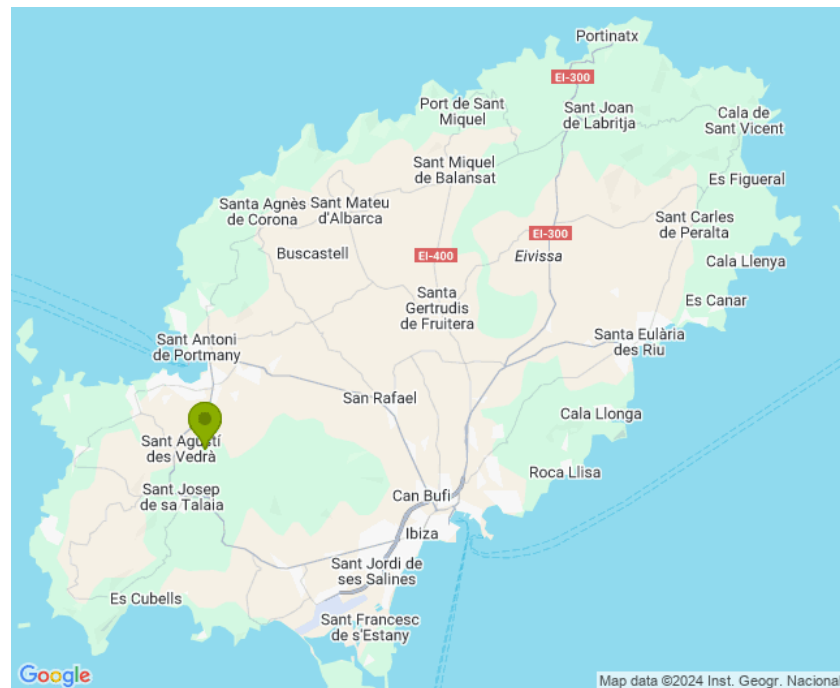 Portinatx
EI-300
Port de Sant
Miquel
Sant Joan
de Labritja
Cala de
Sant Vicent
Sant Miquel
de Balansat
Es Figueral
Santa Agnès
de Corona
Sant Mateu
d'Albarca
Sant Carles
de Peralta
EI-300
Buscastell
EI-400
Eivissa
Cala Llenya
Santa
Gertrudis
de Fruitera
Es Canar
Sant Antoni
de Portmany
Santa Eulària
des Riu
San Rafael
Cala Llonga
Sant Agustí
des Vedrà
Roca Llisa
Sant Josep
de sa Talaia
Can Bufi
Ibiza
Sant Jordi de
ses Salines
Es Cubells
Sant Francesc
de s'Estany
Google
Map data ©2024 Inst. Geogr. Nacional